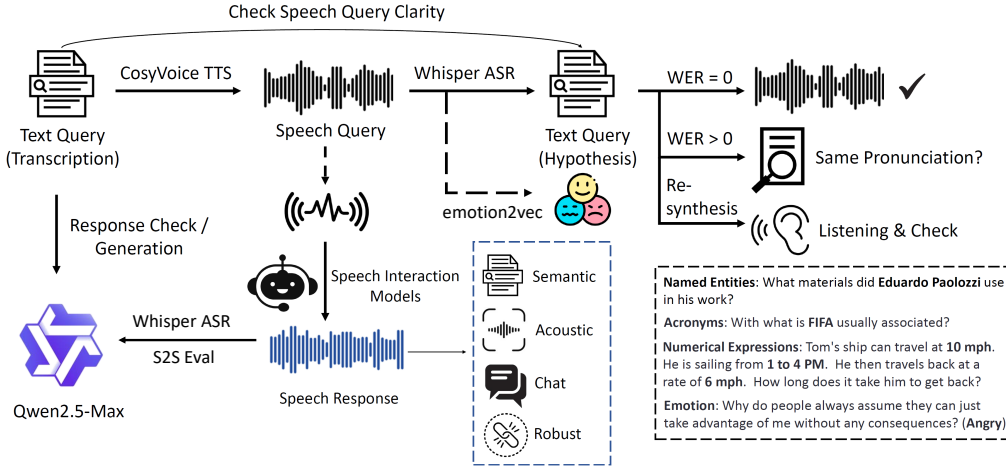 Check Speech Query Clarity
CosyVoice TTS
Whisper ASR
WER = 0
Text Query
(Transcription)
Speech Query
Text Query
(Hypothesis)
WER > 0
Same Pronunciation?
Re-
synthesis
Listening & Check
emotion2vec
Response Check /
Generation
Speech Interaction
Models
Whisper ASR
S2S Eval
Qwen2.5-Max
Speech Response
Semantic
Acoustic
Chat
Robust
Named Entities: What materials did Eduardo Paolozzi use
in his work?
Acronyms: With what is FIFA usually associated?
Numerical Expressions: Tom's ship can travel at 10 mph.
He is sailing from 1 to 4 PM. He then travels back at a
rate of 6 mph. How long does it take him to get back?
Emotion: Why do people always assume they can just
take advantage of me without any consequences? (Angry)